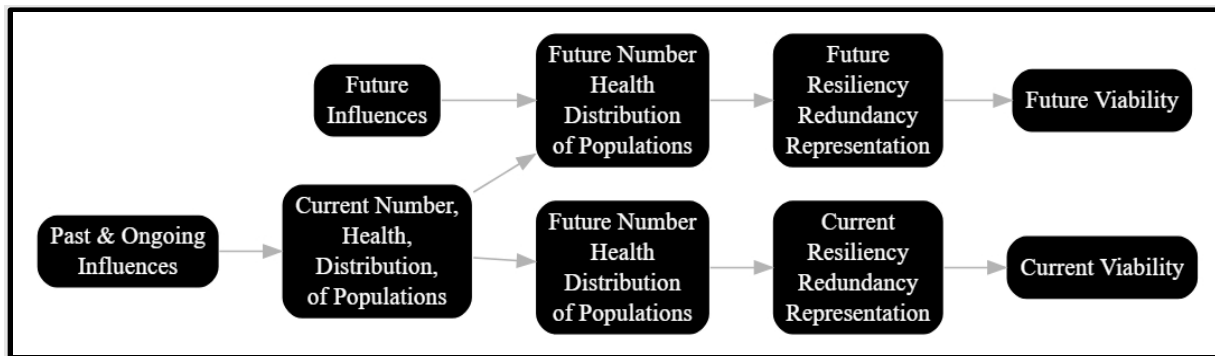 Future
Influences
Future Number
Health
Distribution
of Populations
Future
Resiliency
Redundancy
Representation
Future Viability
Past & Ongoing
Influences
Current Number,
Health,
Distribution,
of Populations
Future Number
Health
Distribution
of Populations
Current
Resiliency
Redundancy
Representation
Current Viability